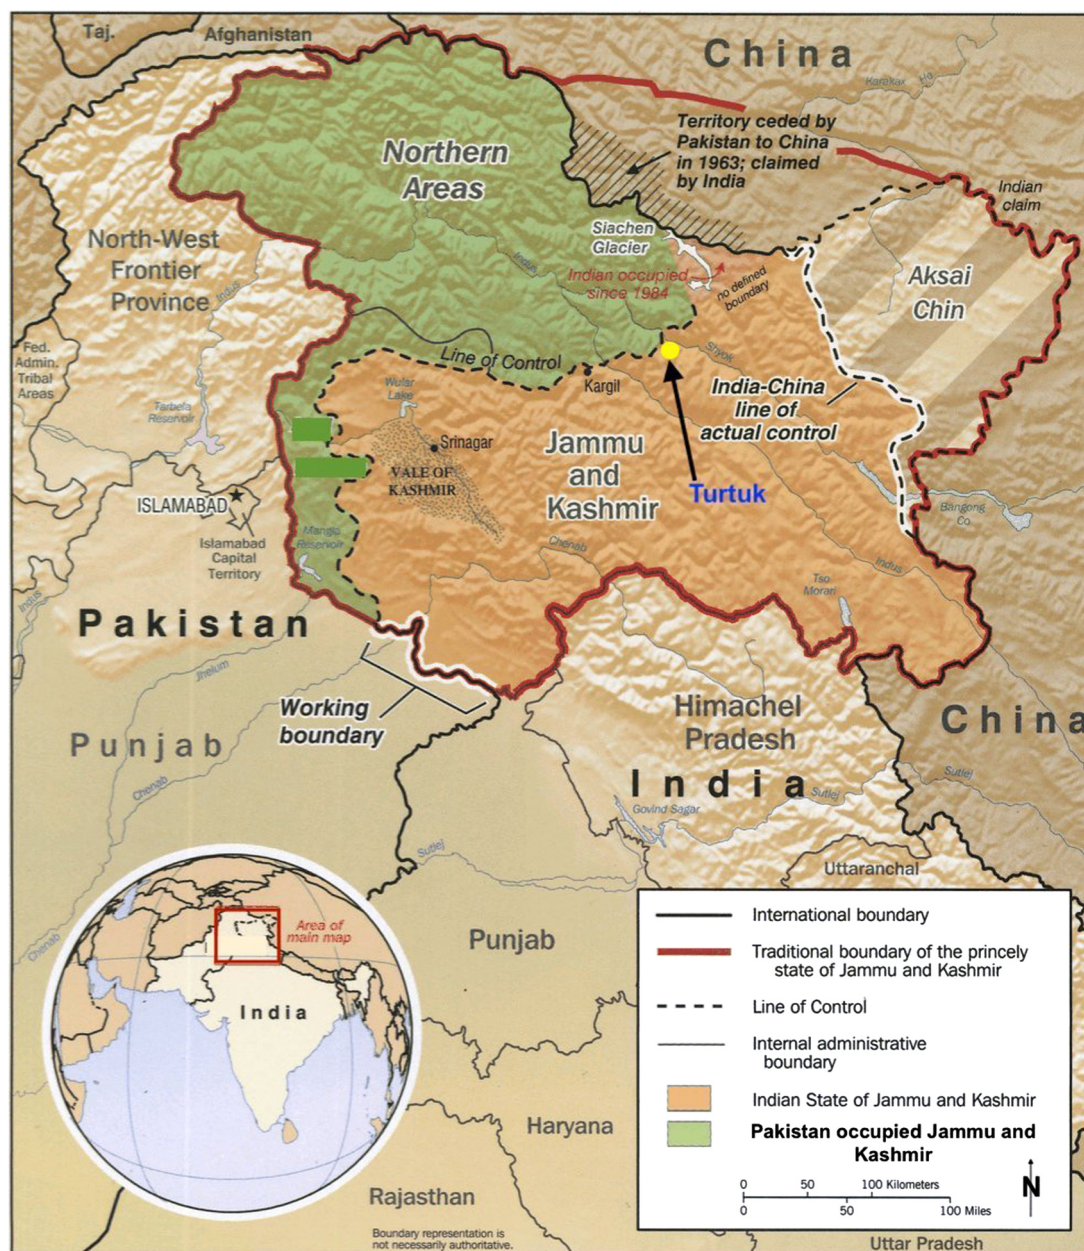 Taj.
Afghanistan
China
Karakax He
Territory ceded by
Pakistan to China
in 1963; claimed
by India
Northern
Areas
Indian
claim
Siachen
Glacier
North-West
Frontier
Province
Indus
Indus
Indian occupied
since 1984
no defined
boundary
Aksai
Chin
Fed.
Admin.
Tribal
Areas
Line of Control
Shyok
Kargil
India-China
line of
actual control
Wular
Lake
Tarbela
Reservoir
Srinagar
Jammu
and
Kashmir
VALE OF
KASHMIR
Turtuk
ISLAMABAD
Bangong
Co
Mangla
Reservoir
Islamabad
Capital
Territory
Chenab
Indus
Tso
Morari
Indus
Pakistan
Jhelum
Working
boundary
Himachel
Pradesh
China
Punjab
India
Chenab
Sutlej
Sutlej
Govind Sagar
Sutlej
Uttaranchal
Area of
main map
India
Chenab
Punjab
Haryana
Rajasthan
Boundary representation is
not necessarily authoritative.
International boundary
Traditional boundary of the princely
state of Jammu and Kashmir
Line of Control
Internal administrative
boundary
Indian State of Jammu and Kashmir
Pakistan occupied Jammu and
Kashmir
0 50 100 Kilometers
0 50 100 Miles
N
Uttar Pradesh